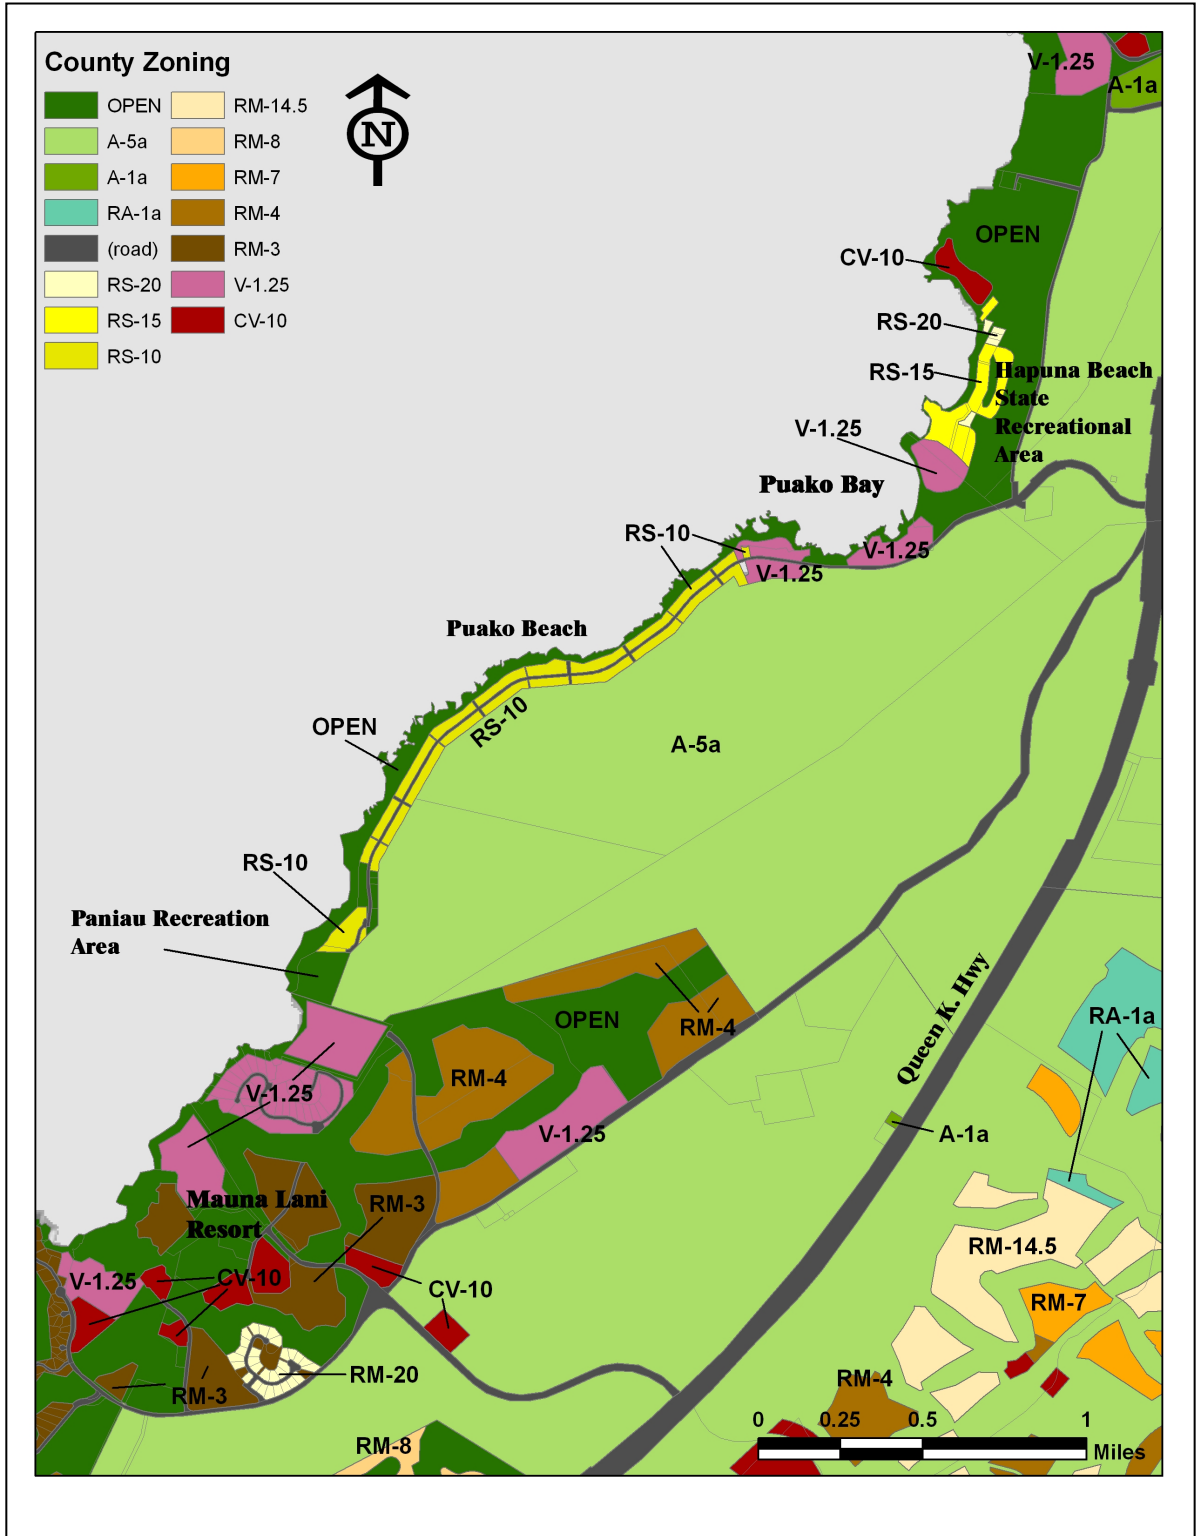 County Zoning
OPEN
A-5a
A-1a
RA-1a
(road)
RS-20
RS-15
RS-10
RM-14.5
RM-8
RM-7
RM-4
RM-3
V-1.25
CV-10
N
V-1.25
A-1a
OPEN
CV-10
RS-20
RS-15
Hapuna Beach
State
Recreational
Area
V-1.25
Puako Bay
RS-10
V-1.25
V-1.25
Puako Beach
RS-10
OPEN
A-5a
RS-10
Paniau Recreation
Area
Queen K. Hwy
OPEN
RM-4
RA-1a
RM-4
V-1.25
V-1.25
A-1a
Mauna Lani
Resort
RM-3
RM-14.5
V-1.25
CV-10
CV-10
RM-7
RM-20
RM-3
RM-4
RM-8
0
0.25
0.5
1
Miles